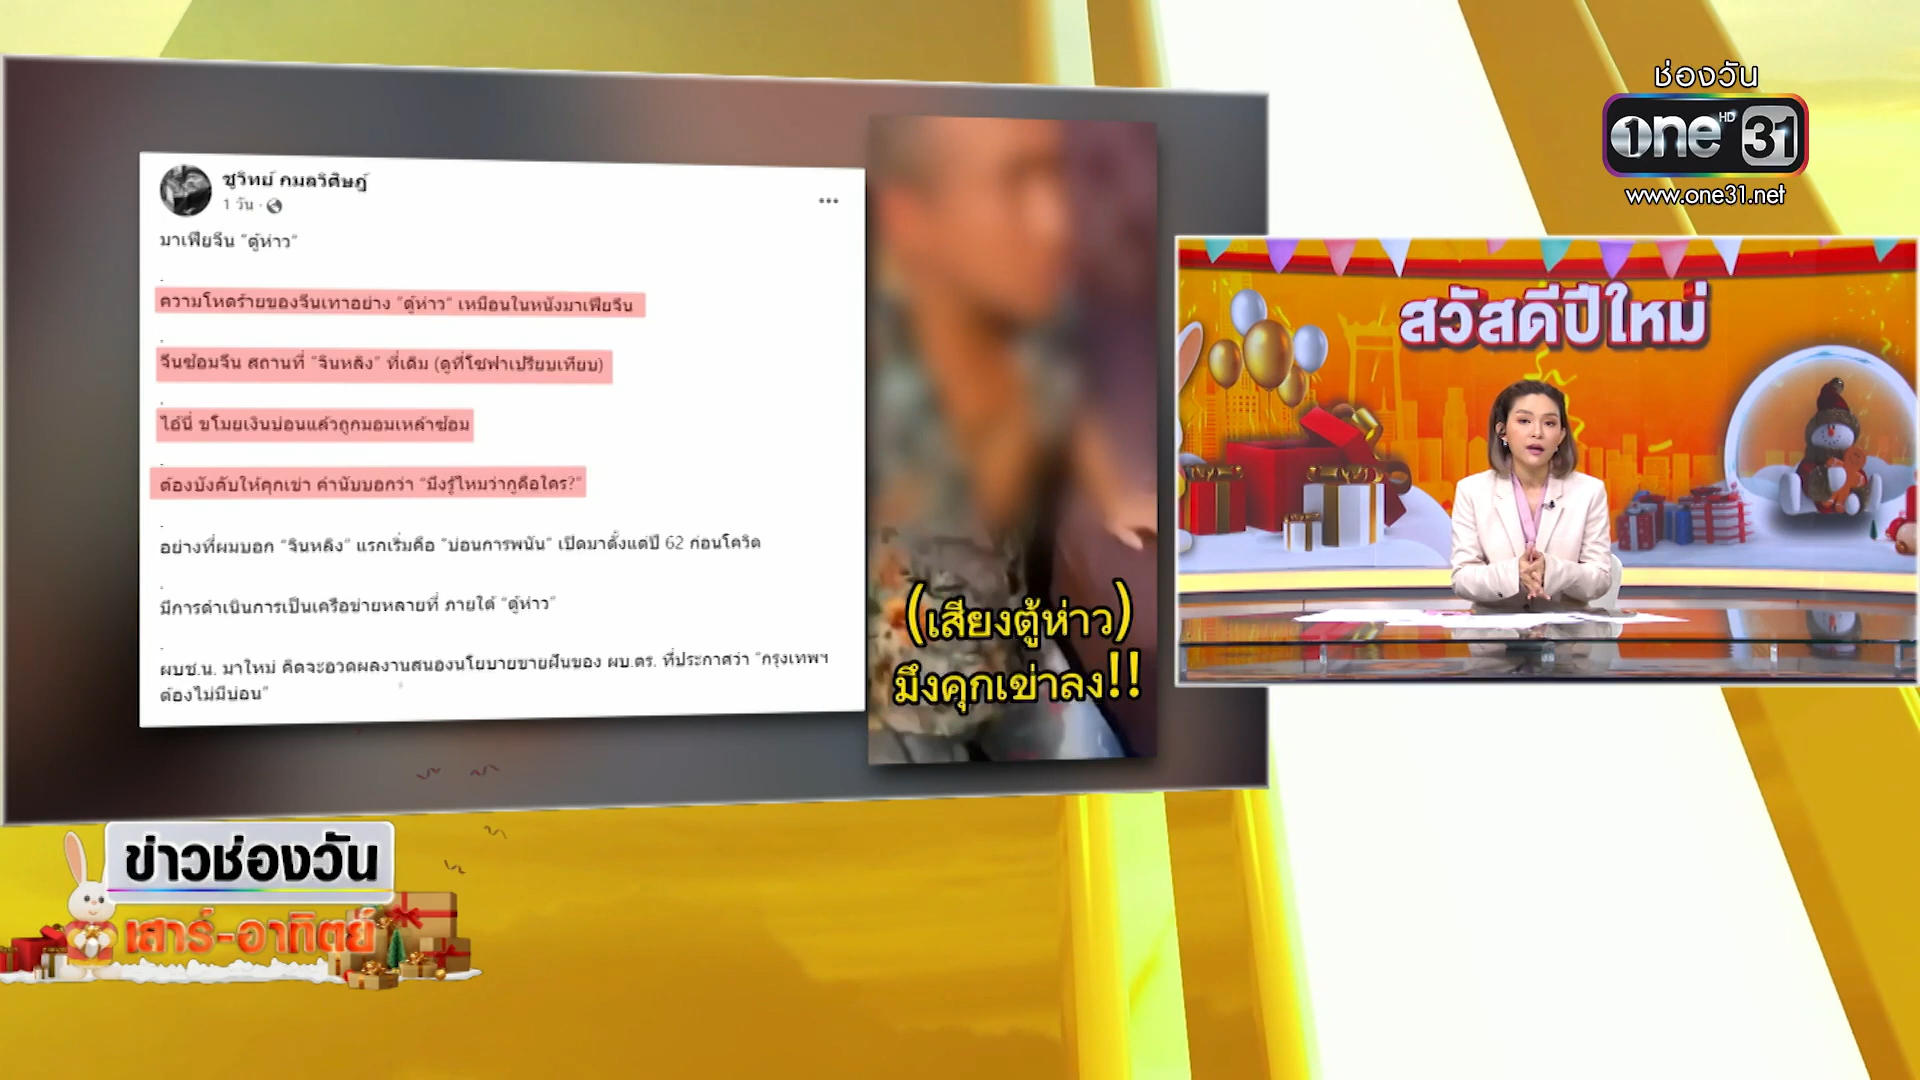 ช่องวัน
one HD 31
www.one31.net
ชูวิทย์ กมลวิศิษฎ์
1 วัน ·
มาเฟียจีน "ตู้ห่าว"
.
ความโหดร้ายของจีนเทาอย่าง "ตู้ห่าว" เหมือนในหนังมาเฟียจีน
.
จีนซ้อมจีน สถานที่ "จินหลิง" ที่เดิม (ดูที่โซฟาเปรียบเทียบ)
.
ไอ้นี่ ขโมยเงินบ่อนแล้วถูกมอมเหล้าซ้อม
.
ต้องบังคับให้คุกเข่า คำนับบอกว่า "มึงรู้ไหมว่ากูคือใคร?"
.
อย่างที่ผมบอก "จินหลิง" แรกเริ่มคือ "บ่อนการพนัน" เปิดมาตั้งแต่ปี 62 ก่อนโควิด
.
มีการดำเนินการเป็นเครือข่ายหลายที่ ภายใต้ "ตู้ห่าว"
.
ผบช.น. มาใหม่ คิดจะอวดผลงานสนองนโยบายขายฝันของ ผบ.ตร. ที่ประกาศว่า "กรุงเทพฯ
ต้องไม่มีบ่อน"
(เสียงตู้ห่าว)
มึงคุกเข่าลง!!
สวัสดีปีใหม่
ข่าวช่องวัน
เสาร์-อาทิตย์